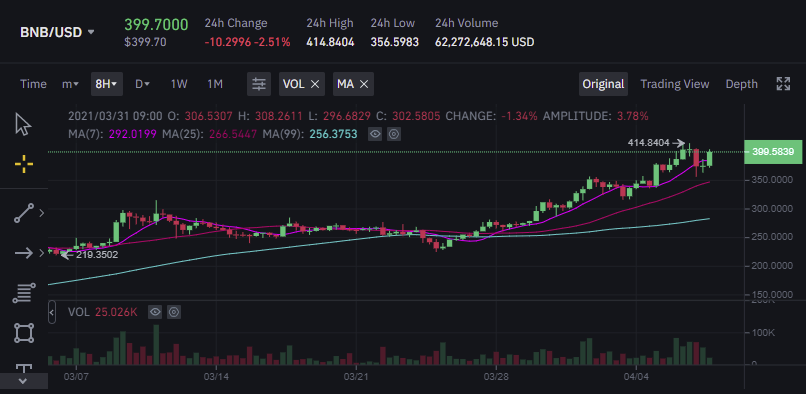 BNB/USD
399.7000
$399.70
24h Change
-10.2996 -2.51%
24h High
414.8404
24h Low
356.5983
24h Volume
62,272,648.15 USD
Time m 8H D 1W 1M VOL MA Original Trading View Depth
2021/03/31 09:00 O: 306.5307 H: 308.2611 L: 296.6829 C: 302.5805 CHANGE: -1.34% AMPLITUDE: 3.78%
MA(7): 292.0199 MA(25): 266.5447 MA(99): 256.3753
414.8404
399.5839
350.0000
300.0000
250.0000
219.3502
200.0000
150.0000
VOL 25.026K
200K
100K
0
03/07 03/14 03/21 03/28 04/04